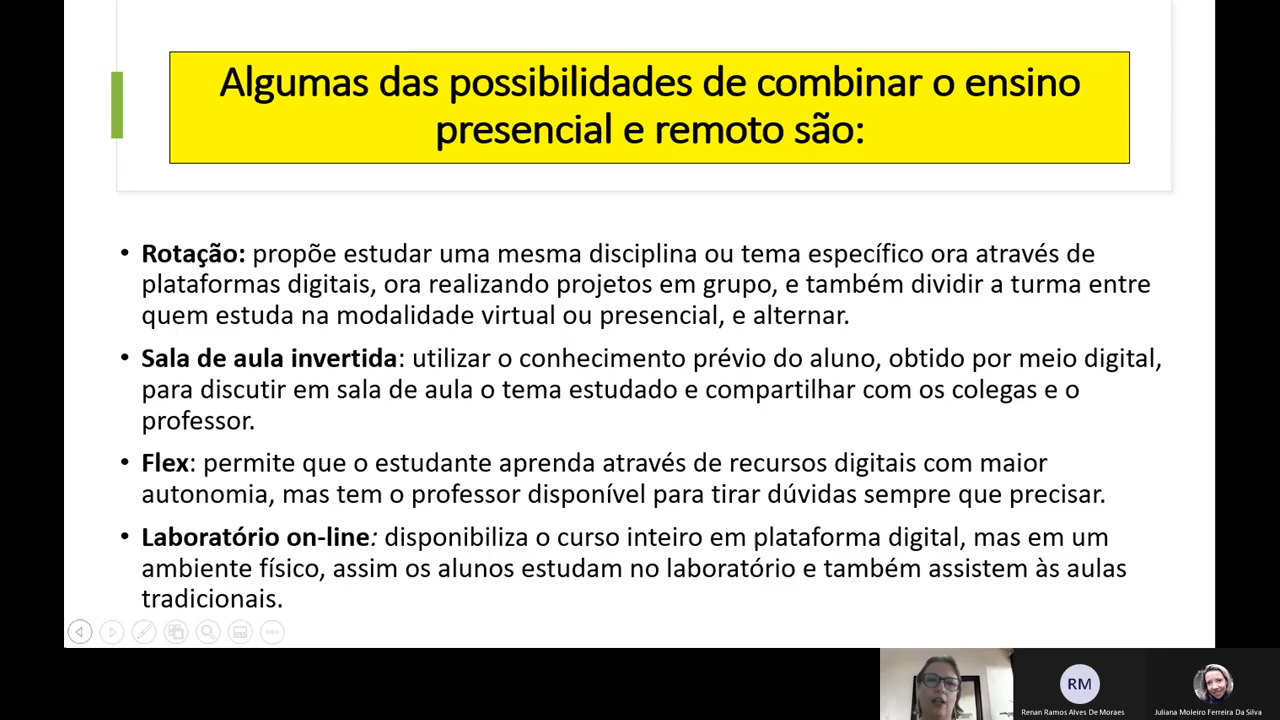 Algumas das possibilidades de combinar o ensino
presencial e remoto são:
• Rotação: propõe estudar uma mesma disciplina ou tema específico ora através de
plataformas digitais, ora realizando projetos em grupo, e também dividir a turma entre
quem estuda na modalidade virtual ou presencial, e alternar.
• Sala de aula invertida: utilizar o conhecimento prévio do aluno, obtido por meio digital,
para discutir em sala de aula o tema estudado e compartilhar com os colegas e o
professor.
• Flex: permite que o estudante aprenda através de recursos digitais com maior
autonomia, mas tem o professor disponível para tirar dúvidas sempre que precisar.
• Laboratório on-line: disponibiliza o curso inteiro em plataforma digital, mas em um
ambiente físico, assim os alunos estudam no laboratório e também assistem às aulas
tradicionais.
RM
Renan Ramos Alves De Moraes
Juliana Moleiro Ferreira Da Silva